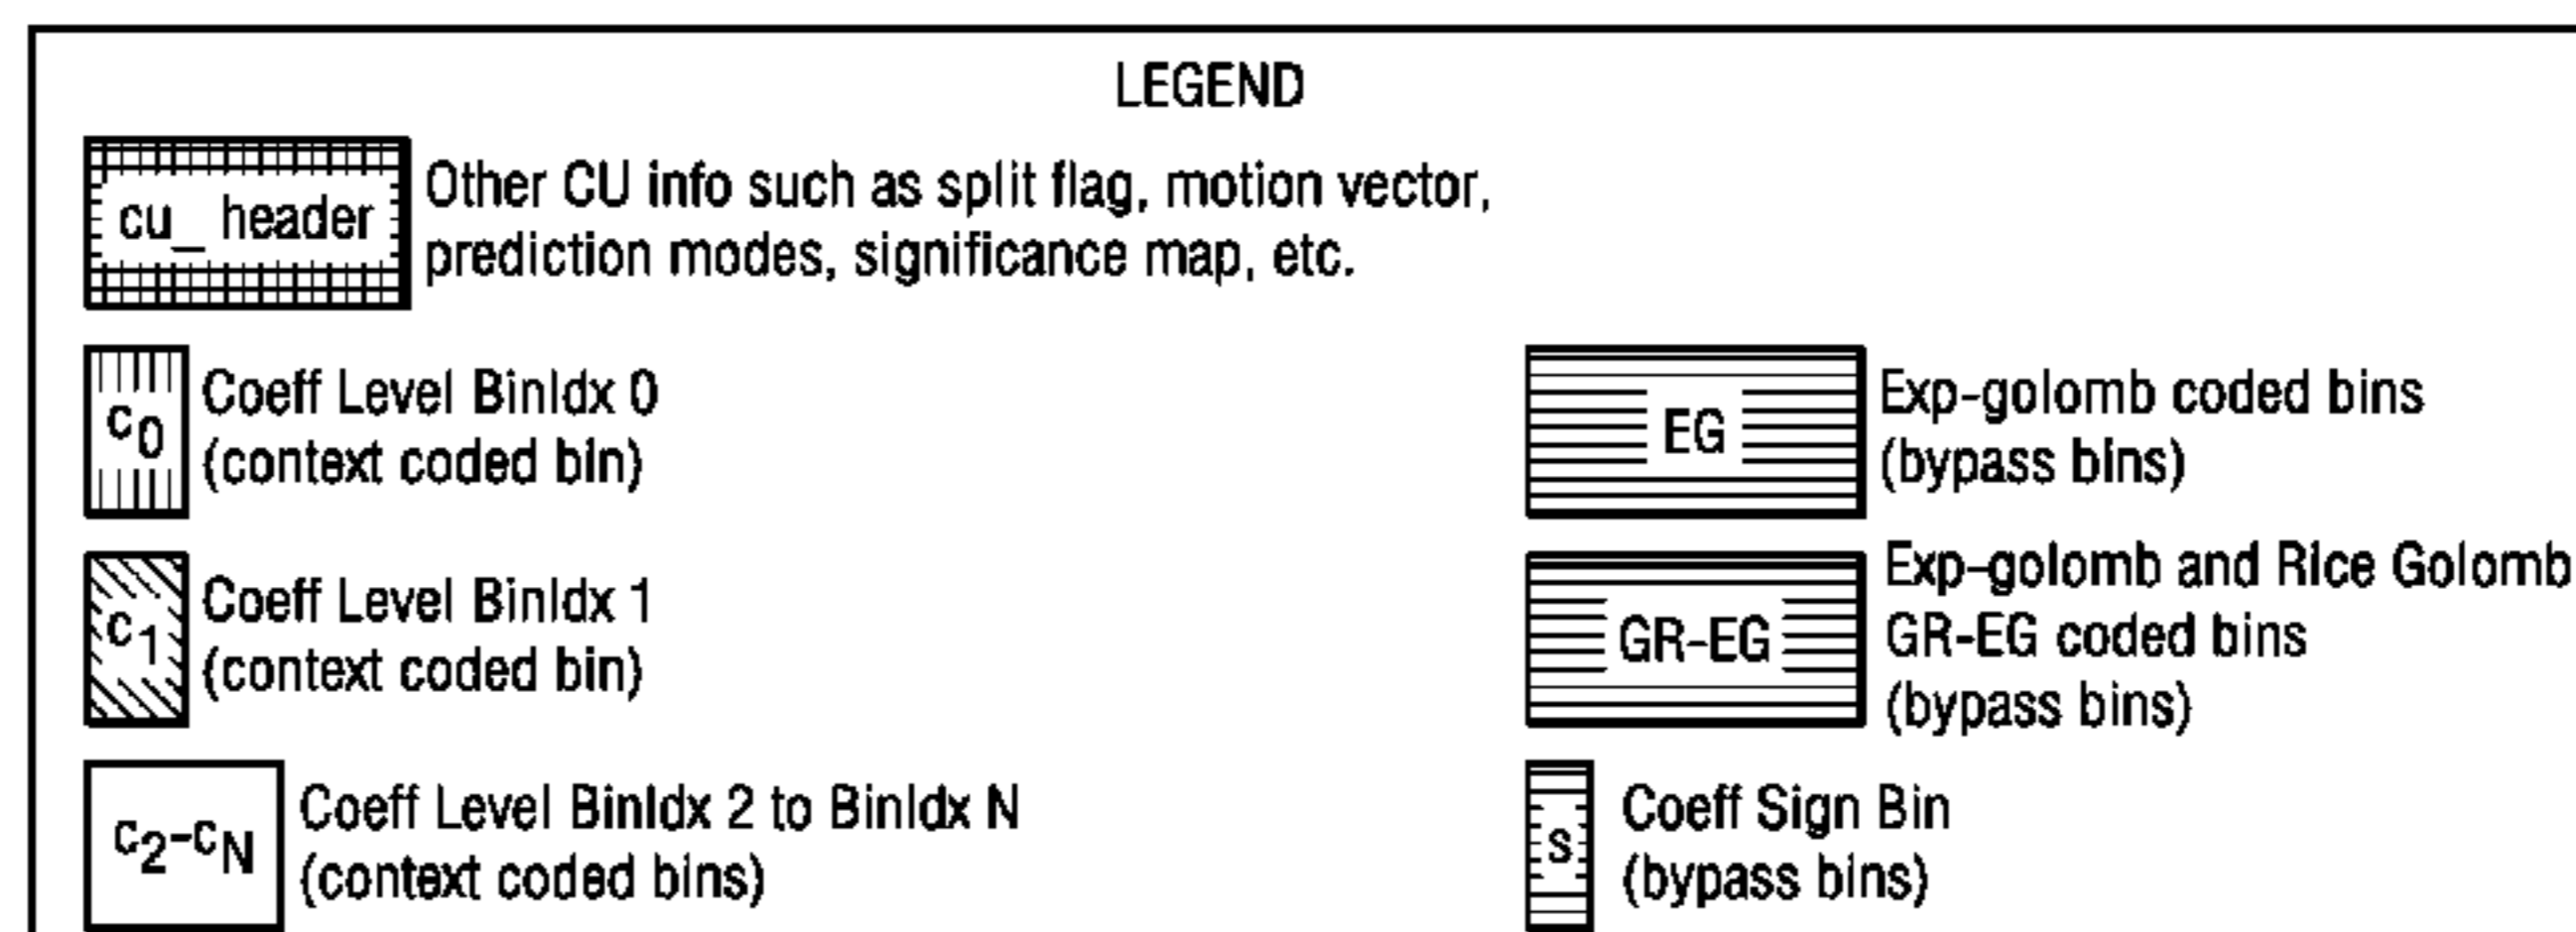 LEGEND
cu_ header
Other CU info such as split flag, motion vector,
prediction modes, significance map, etc.
c0
Coeff Level BinIdx 0
(context coded bin)
c1
Coeff Level BinIdx 1
(context coded bin)
c2-cN
Coeff Level BinIdx 2 to BinIdx N
(context coded bins)
EG
Exp-golomb coded bins
(bypass bins)
GR-EG
Exp-golomb and Rice Golomb
GR-EG coded bins
(bypass bins)
s
Coeff Sign Bin
(bypass bins)